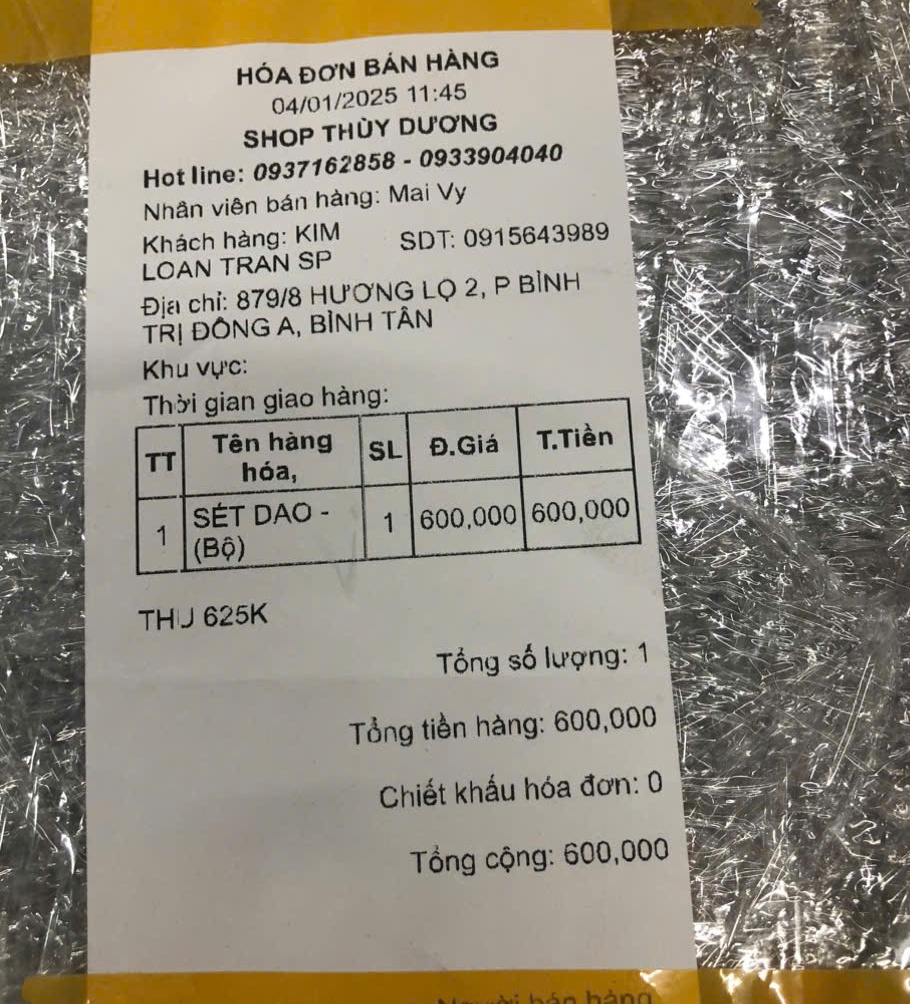 HÓA ĐƠN BÁN HÀNG
04/01/2025 11:45
SHOP THÙY DƯƠNG
Hot line: 0937162858 - 0933904040
Nhân viên bán hàng: Mai Vy
Khách hàng: KIM LOAN TRAN SP SDT: 0915643989
Địa chỉ: 879/8 HƯƠNG LỌ 2, P BÌNH
TRỊ ĐÔNG A, BÌNH TÂN
Khu vực:
Thời gian giao hàng:
TT Tên hàng hóa, SL Đ.Giá T.Tiền
1 SÉT DAO - (Bộ) 1 600,000 600,000
THU 625K
Tổng số lượng: 1
Tổng tiền hàng: 600,000
Chiết khấu hóa đơn: 0
Tổng cộng: 600,000
Người bán hàng